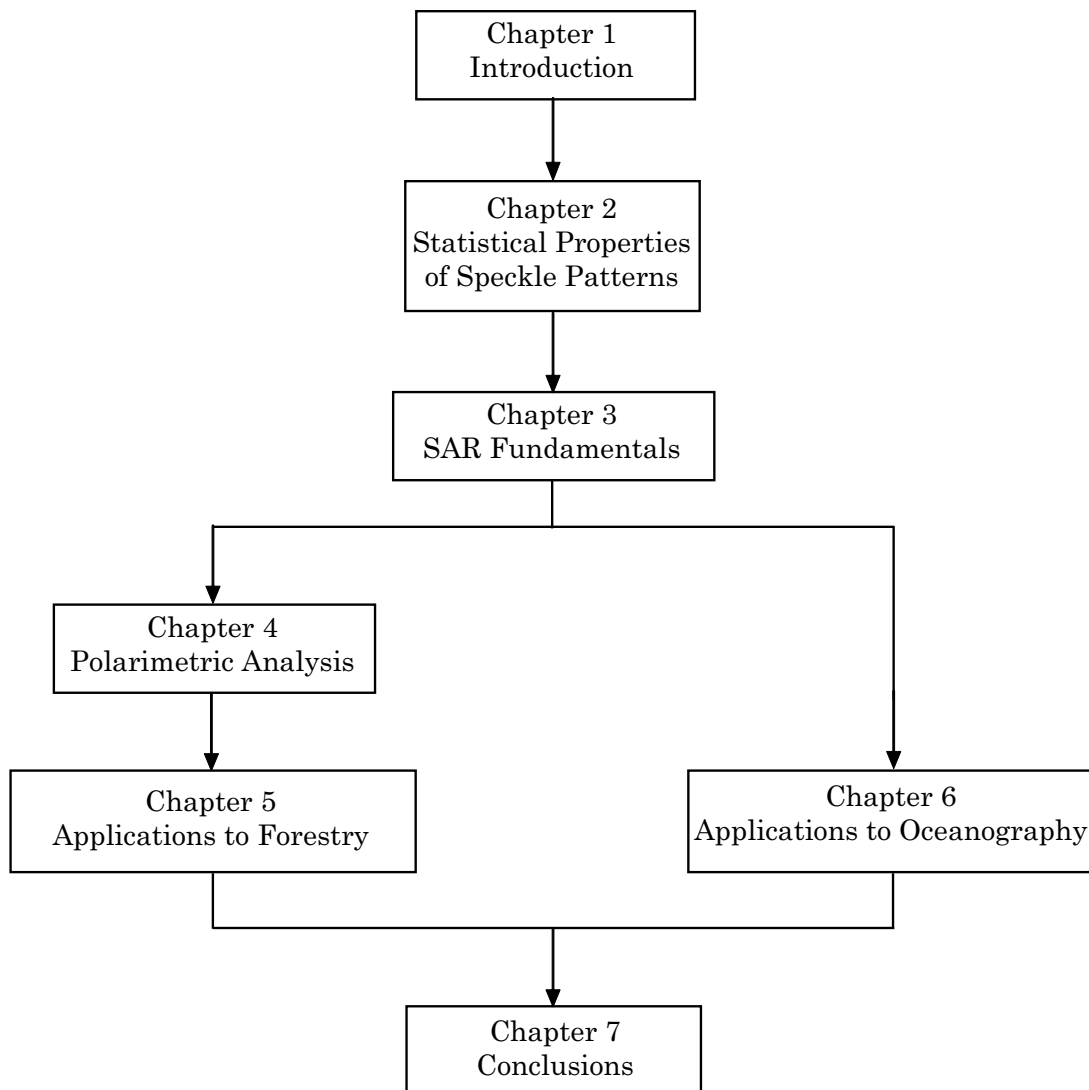 Chapter 1
Introduction
Chapter 2
Statistical Properties
of Speckle Patterns
Chapter 3
SAR Fundamentals
Chapter 4
Polarimetric Analysis
Chapter 5
Applications to Forestry
Chapter 6
Applications to Oceanography
Chapter 7
Conclusions